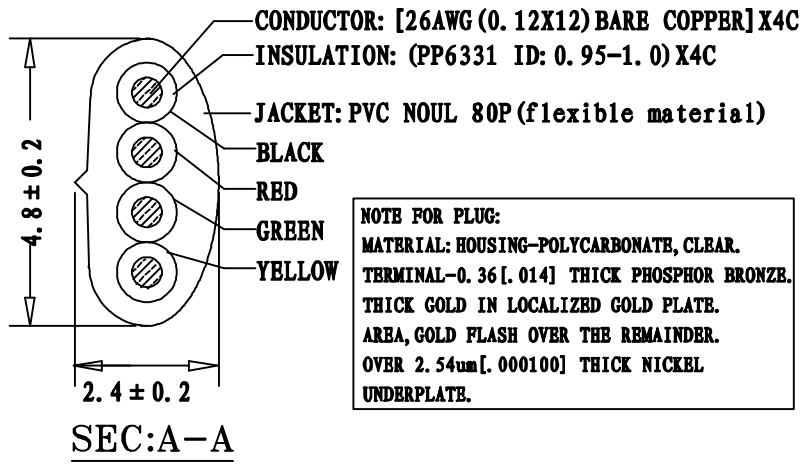 CONDUCTOR: [26AWG(0.12X12)BARE COPPER]X4C
INSULATION: (PP6331 ID:0.95-1.0)X4C
JACKET: PVC NOUL 80P(flexible material)
BLACK
RED
GREEN
YELLOW
4.8±0.2
2.4±0.2
SEC:A-A
NOTE FOR PLUG:
MATERIAL: HOUSING-POLYCARBONATE, CLEAR.
TERMINAL-0.36[.014] THICK PHOSPHOR BRONZE.
THICK GOLD IN LOCALIZED GOLD PLATE.
AREA, GOLD FLASH OVER THE REMAINDER.
OVER 2.54um[.000100] THICK NICKEL
UNDERPLATE.